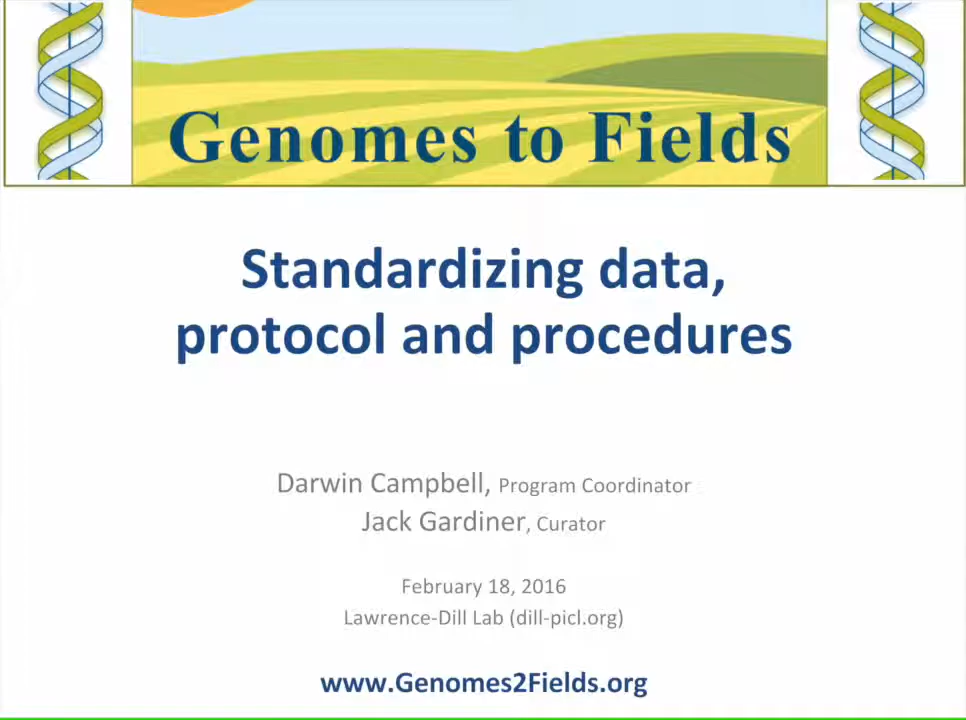 Genomes to Fields
Standardizing data,
protocol and procedures
Darwin Campbell, Program Coordinator
Jack Gardiner, Curator
February 18, 2016
Lawrence-Dill Lab (dill-picl.org)
www.Genomes2Fields.org